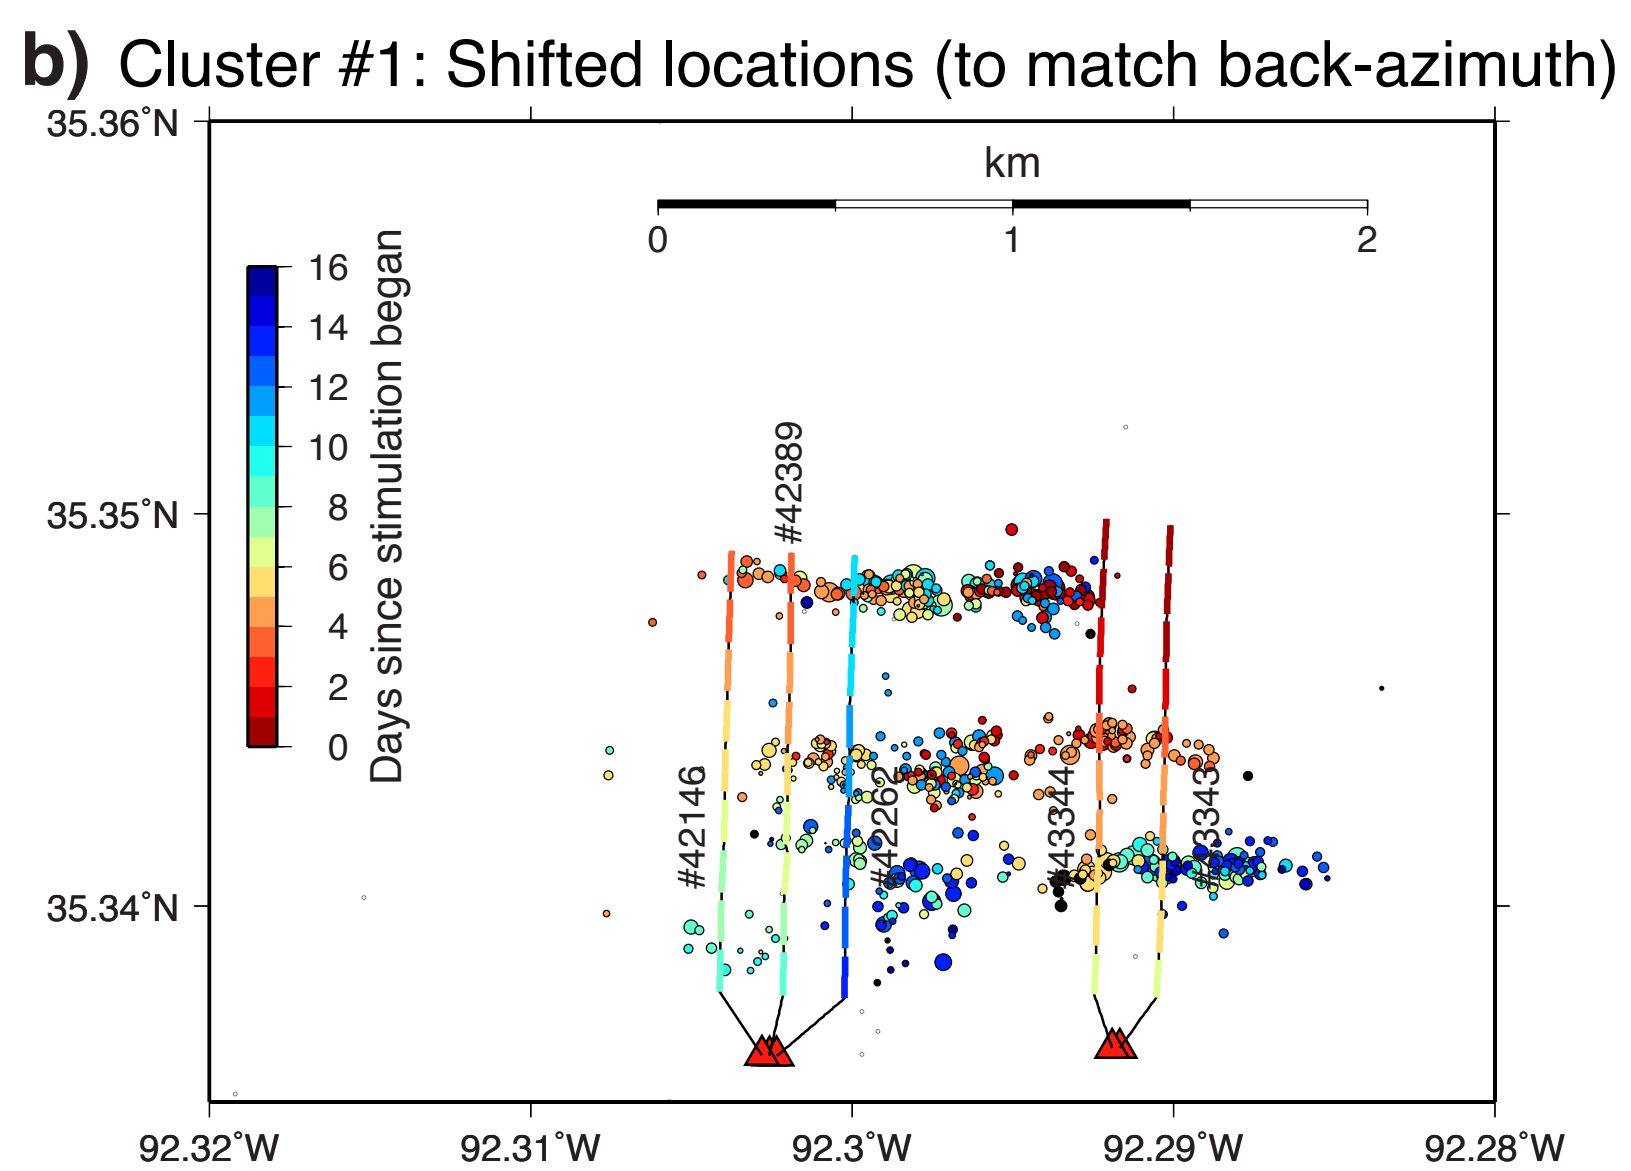 b) Cluster #1: Shifted locations (to match back-azimuth)
35.36°N
km
0
1
2
16
14
12
10
8
6
4
2
0
Days since stimulation began
#42389
35.35°N
#42146
#42262
#43344
#43343
35.34°N
92.32°W
92.31°W
92.3°W
92.29°W
92.28°W